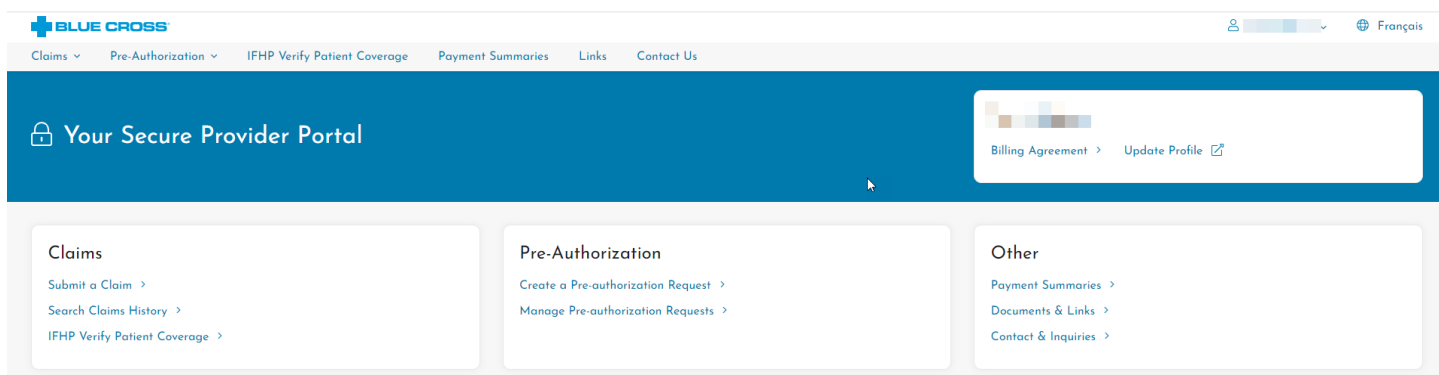 BLUE CROSS
Français
Claims Pre-Authorization IFHP Verify Patient Coverage Payment Summaries Links Contact Us
Your Secure Provider Portal
Billing Agreement Update Profile
Claims
Submit a Claim
Search Claims History
IFHP Verify Patient Coverage
Pre-Authorization
Create a Pre-authorization Request
Manage Pre-authorization Requests
Other
Payment Summaries
Documents & Links
Contact & Inquiries